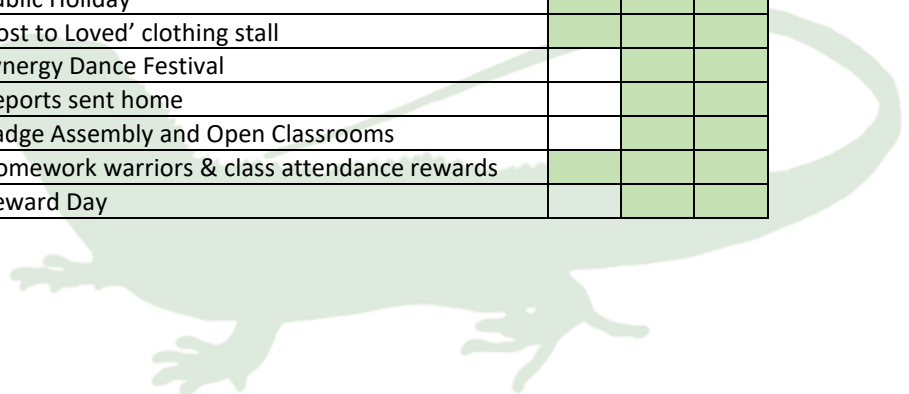 ublic Holiday
ost to Loved’ clothing stall
ynergy Dance Festival
eports sent home
adge Assembly and Open Classrooms
omework warriors & class attendance rewards
eward Day